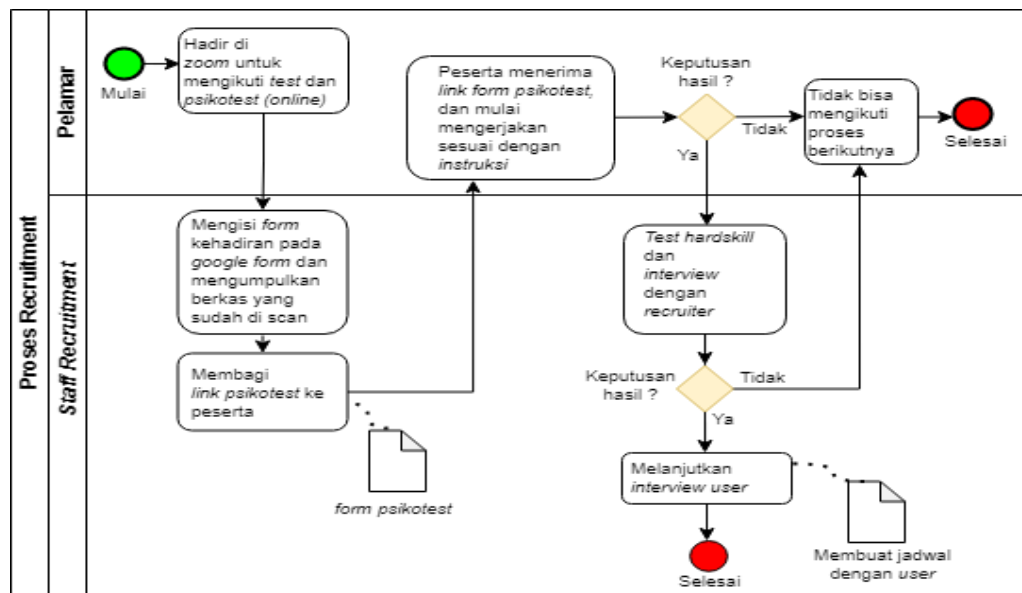 Proses Recruitment
Pelamar
Mulai
Hadir di
zoom untuk
mengikuti test dan
psikotest (online)
Peserta menerima
link form psikotest,
dan mulai
mengerjakan
sesuai dengan
instruksi
Keputusan
hasil ?
Tidak
Ya
Tidak bisa
mengikuti
proses
berikutnya
Selesai
Staff Recruitment
Mengisi form
kehadiran pada
google form dan
mengumpulkan
berkas yang
sudah di scan
Membagi
link psikotest ke
peserta
form psikotest
Test hardskill
dan
interview
dengan
recruiter
Keputusan
hasil ?
Tidak
Ya
Melanjutkan
interview user
Selesai
Membuat jadwal
dengan user